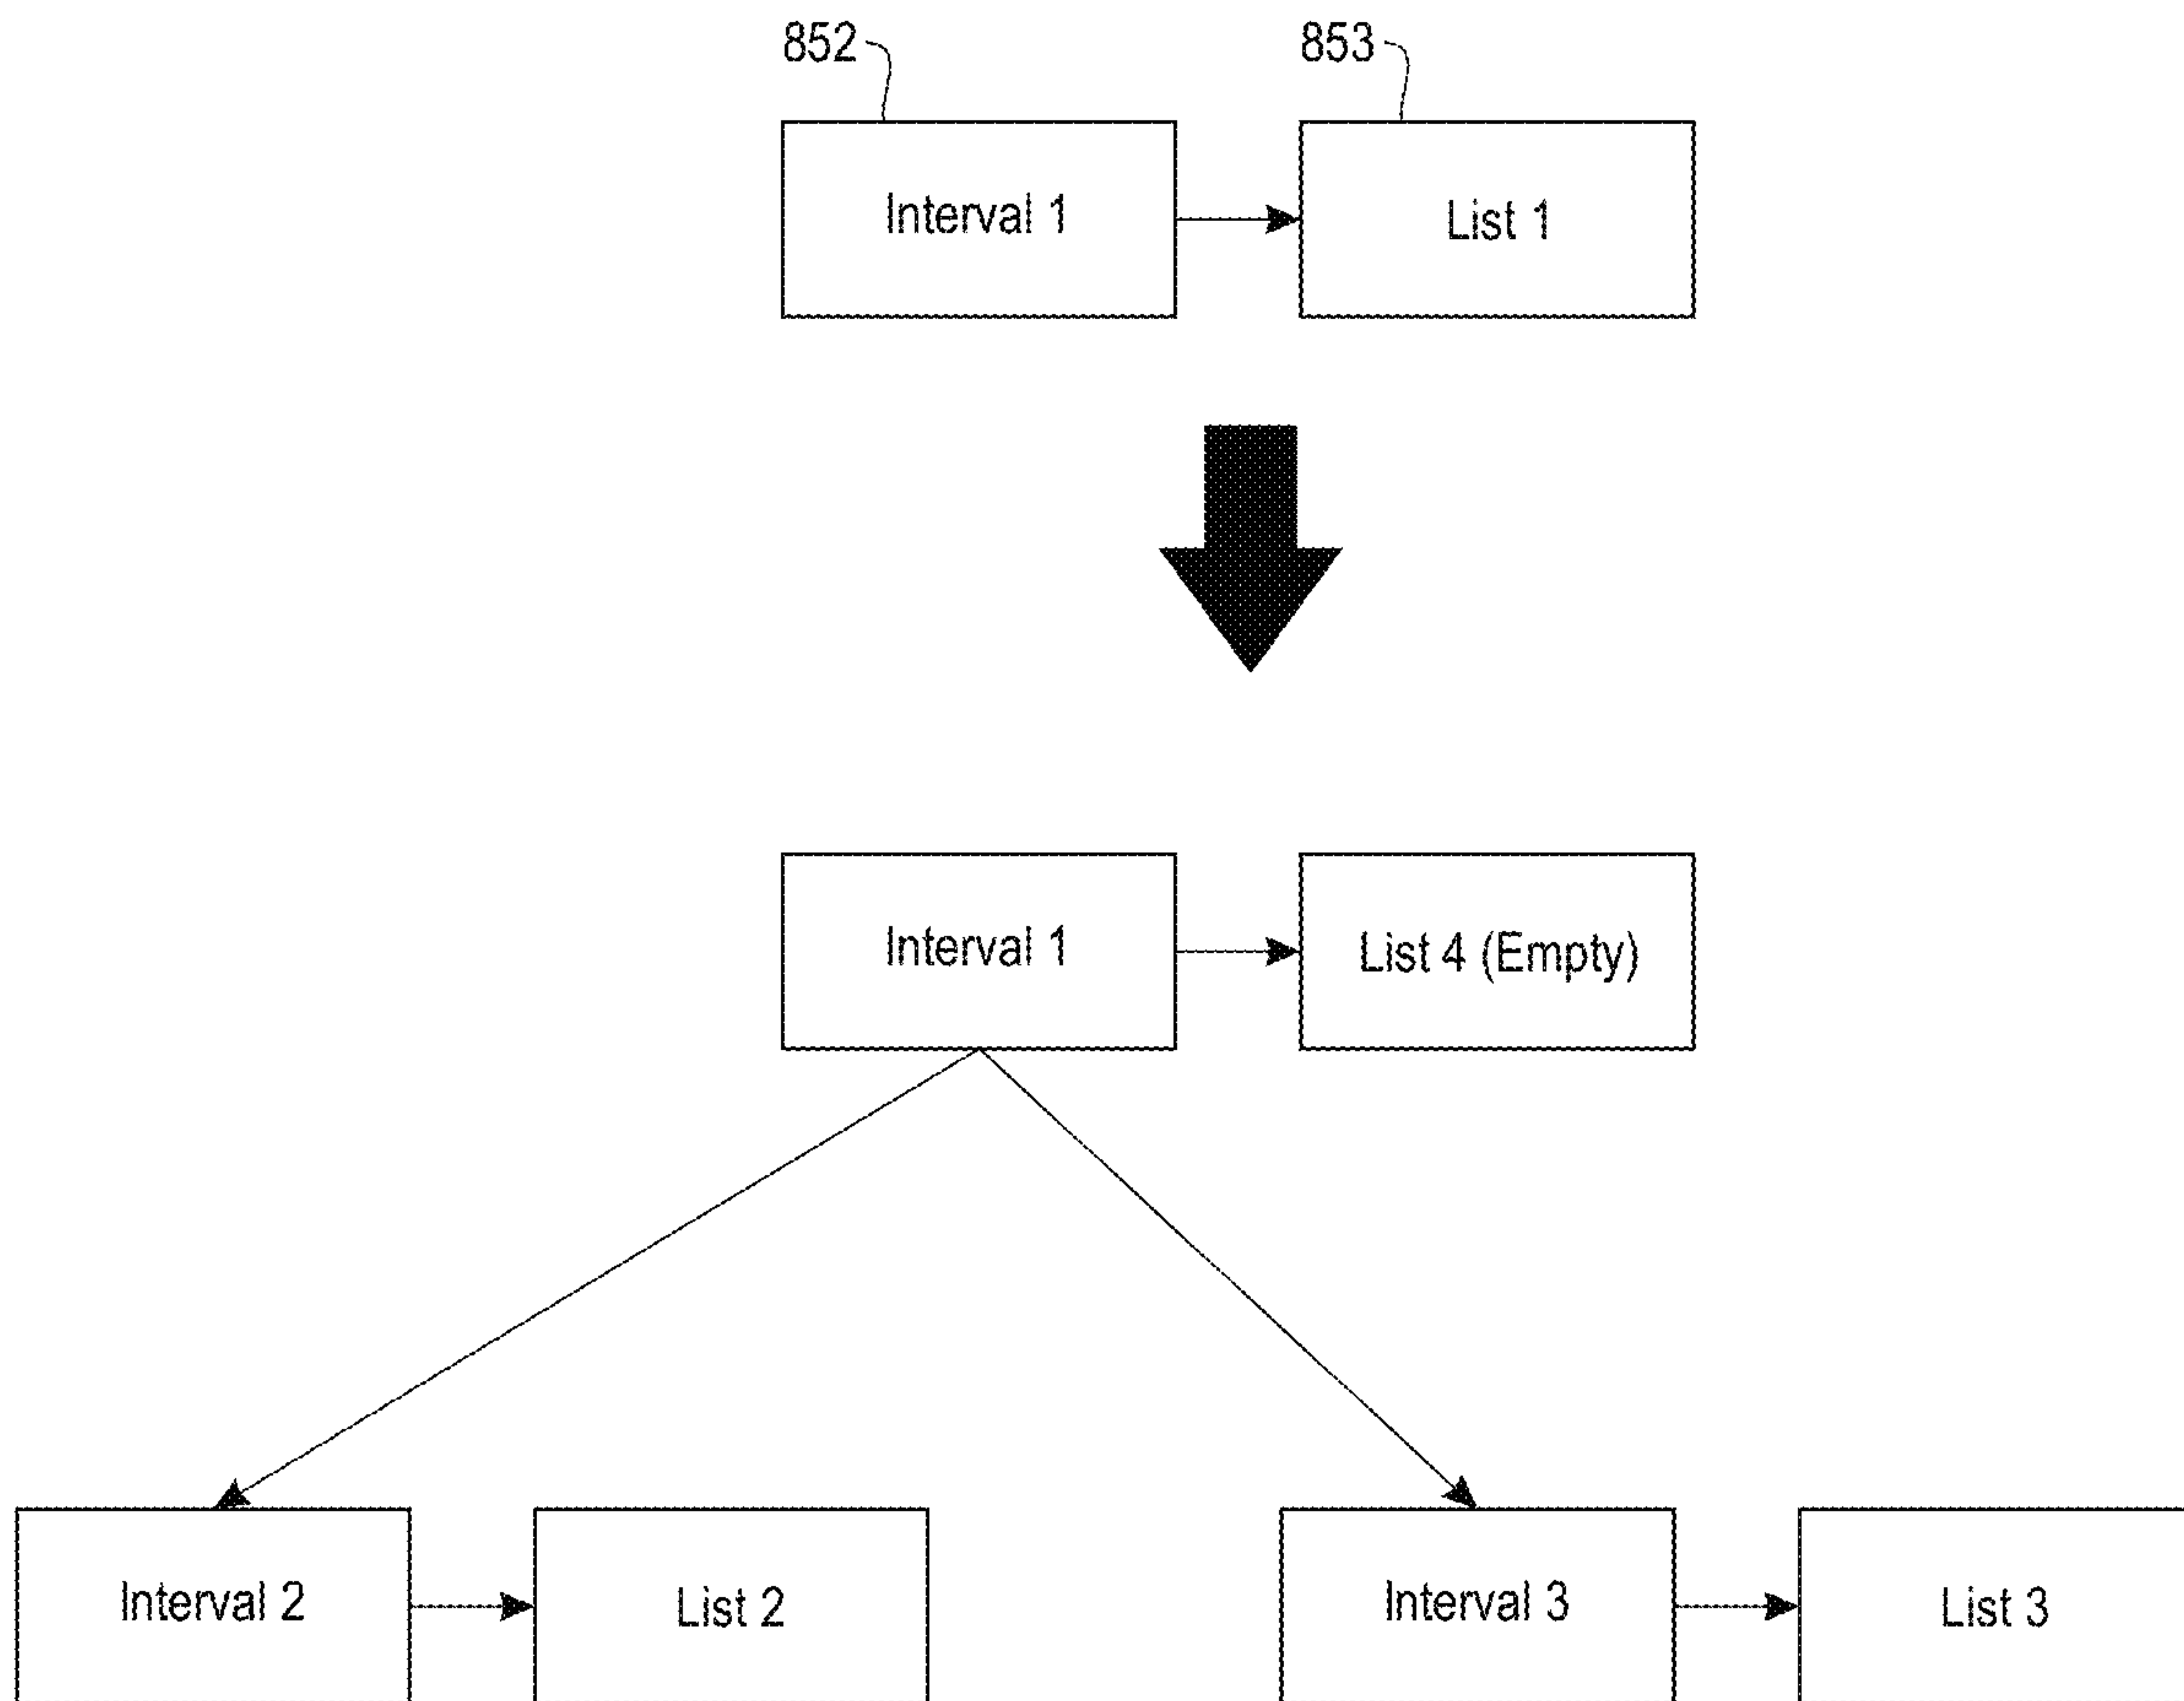 852
853
Interval 1
List 1
Interval 1
List 4 (Empty)
Interval 2
List 2
Interval 3
List 3